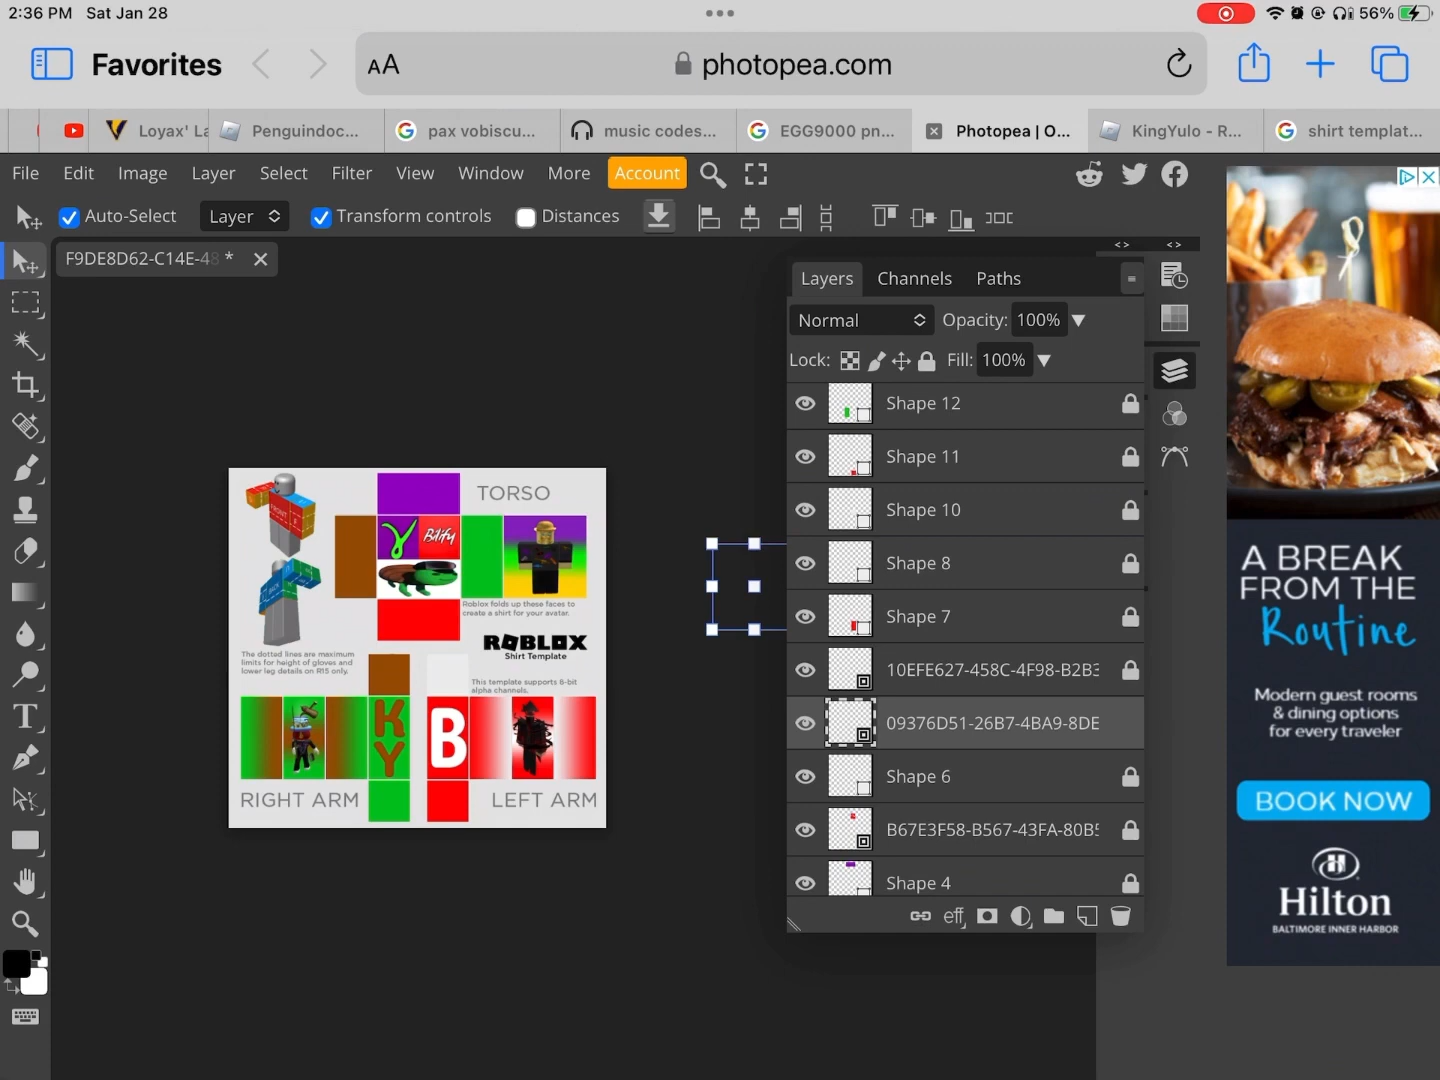 2:36 PM Sat Jan 28
56%
Favorites
AA
photopea.com
Loyax' La
Penguindoc...
pax vobiscu...
music codes...
EGG9000 pn...
Photopea | O...
KingYulo - R...
shirt templat...
File Edit Image Layer Select Filter View Window More Account
Auto-Select
Layer
Transform controls
Distances
F9DE8D62-C14E-48 *
Layers Channels Paths
Normal
Opacity: 100%
Lock:
Fill: 100%
Shape 12
Shape 11
Shape 10
Shape 8
Shape 7
10EFE627-458C-4F98-B2B3
09376D51-26B7-4BA9-8DE
Shape 6
B67E3F58-B567-43FA-80B5
Shape 4
eff
TORSO
FRONT
Bdify
Roblox folds up these faces to
create a shirt for your avatar.
ROBLOX
Shirt Template
The dotted lines are maximum
limits for height of gloves and
lower leg details on R15 only.
This template supports 8-bit
alpha channels.
K
Y
B
RIGHT ARM
LEFT ARM
A BREAK
FROM THE
Routine
Modern guest rooms
& dining options
for every traveler
BOOK NOW
Hilton
BALTIMORE INNER HARBOR